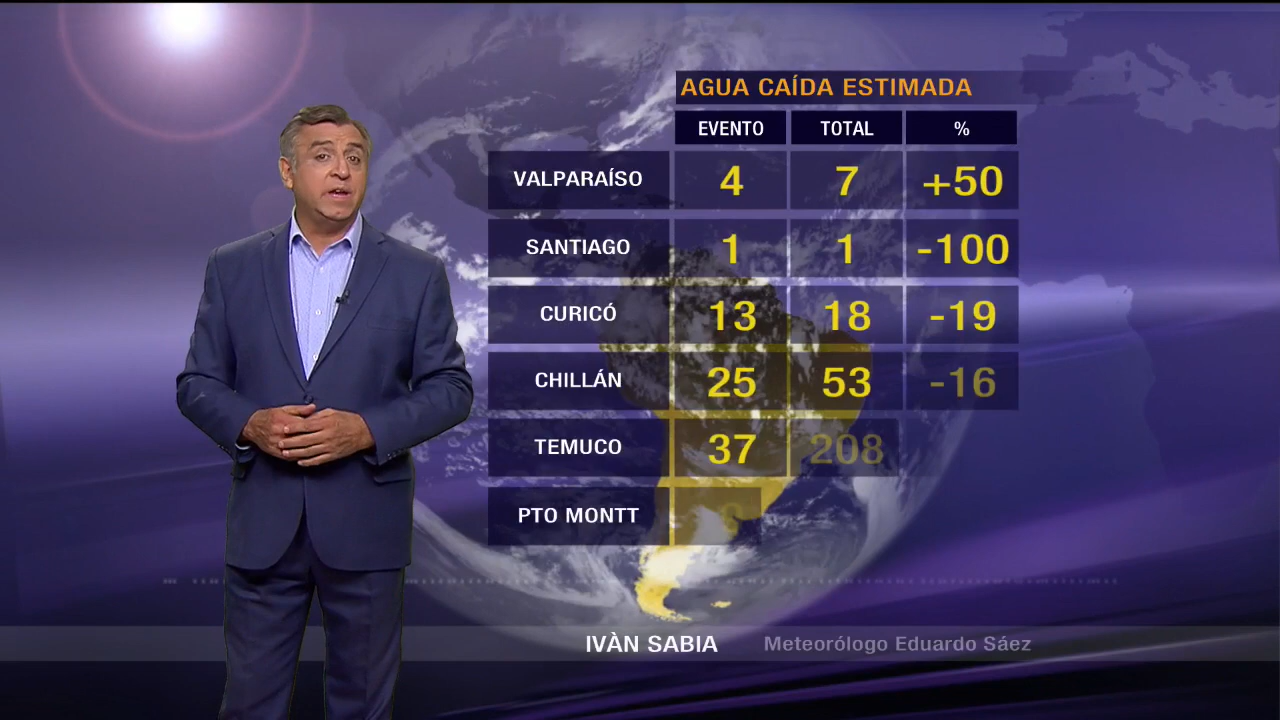 AGUA CAÍDA ESTIMADA
EVENTO TOTAL %
VALPARAÍSO 4 7 +50
SANTIAGO 1 1 -100
CURICÓ 13 18 -19
CHILLÁN 25 53 -16
TEMUCO 37 208
PTO MONTT
IVÀN SABIA Meteorólogo Eduardo Sáez